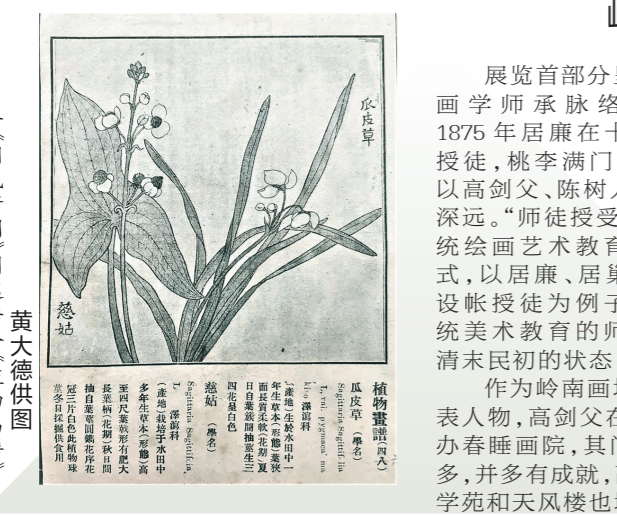 瓜皮草
慈姑
植物畫譜(四八)
瓜皮草 (學名)
Sagittaria
澤瀉科
(產地)生於水田中一
年生草本(形態)葉狹
而長質柔軟(花期)夏
日自葉叢間抽莖生三
四花呈白色
慈姑 (學名)
Sagittaria Sagittifolia
L. 澤瀉科
(產地)栽培于水田中
多年生草本(形態)高
至四尺葉戟形有肥大
長葉柄(花期)秋日開
抽自葉叢圓錐花序花
冠三片白色此植物球
莖冬日採掘供食用
黄大德供图
展览首部分
画学师承脉络
1875年居廉在十
授徒,桃李满门
以高剑父、陈树人
深远。“师徒授受
统绘画艺术教育
式,以居廉、居巢
设帐授徒为例子
统美术教育的师
清末民初的状态
作为岭南画坛
表人物,高剑父在
办春睡画院,其门
多,并多有成就,
学苑和天风楼也